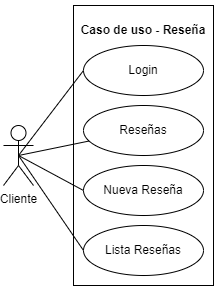 Caso de uso - Reseña
Login
Reseñas
Nueva Reseña
Cliente
Lista Reseñas